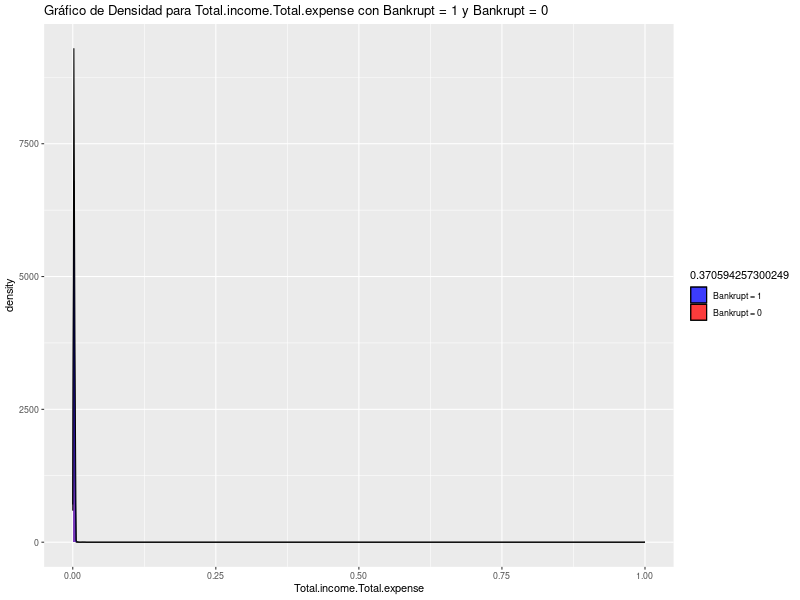 Gráfico de Densidad para Total.income.Total.expense con Bankrupt = 1 y Bankrupt = 0
7500
5000
2500
0
density
0.00 0.25 0.50 0.75 1.00
Total.income.Total.expense
0.370594257300249
Bankrupt = 1
Bankrupt = 0